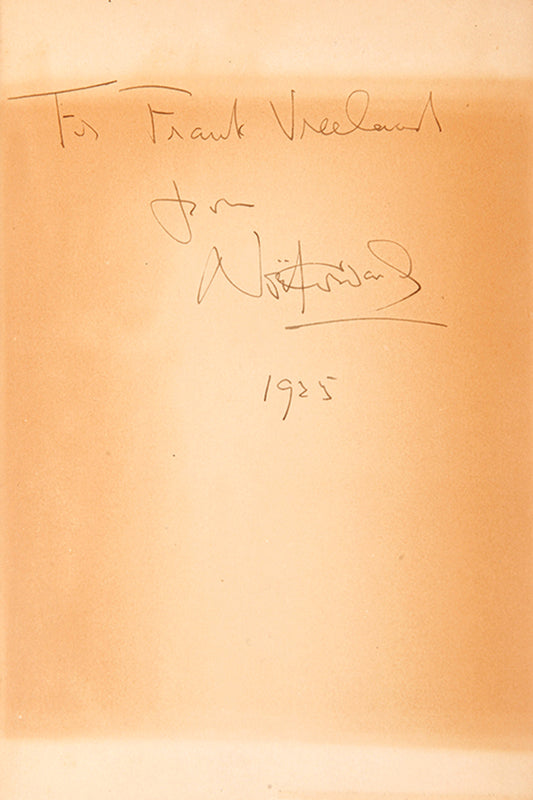 For Frank Vreeland
from
Noël Coward
1925